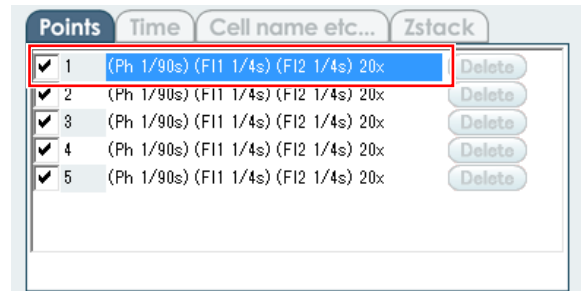 Points Time Cell name etc... Zstack
1 (Ph 1/90s) (Fl1 1/4s) (Fl2 1/4s) 20x Delete
2 (Ph 1/90s) (Fl1 1/4s) (Fl2 1/4s) 20x Delete
3 (Ph 1/90s) (Fl1 1/4s) (Fl2 1/4s) 20x Delete
4 (Ph 1/90s) (Fl1 1/4s) (Fl2 1/4s) 20x Delete
5 (Ph 1/90s) (Fl1 1/4s) (Fl2 1/4s) 20x Delete